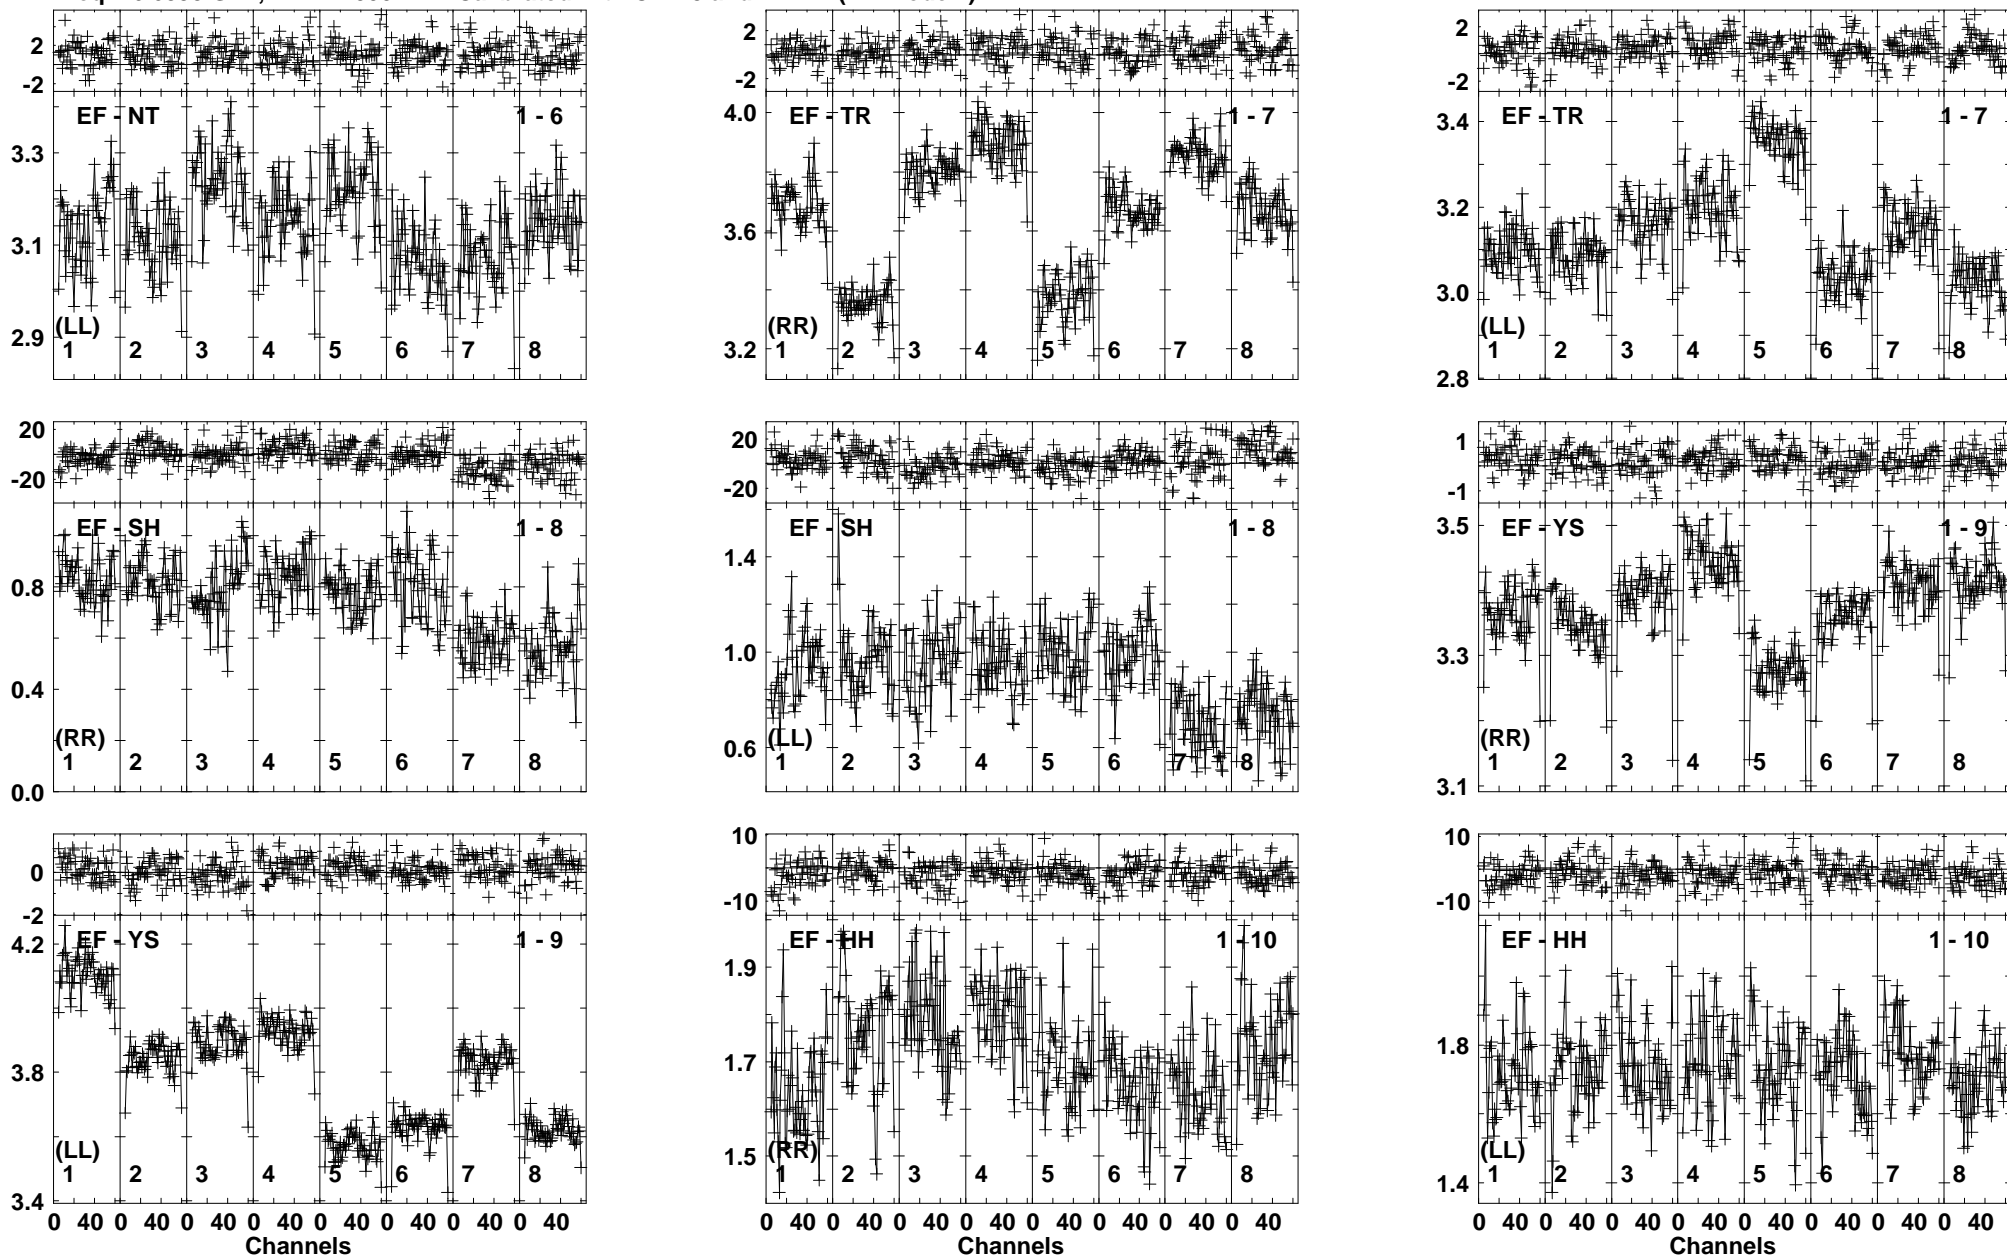 2 -2 EF - NT 1 - 6 3.3 3.1 2.9 (LL) 1 2 3 4 5 6 7 8
2 -2 EF - TR 1 - 7 4.0 3.6 3.2 (RR) 1 2 3 4 5 6 7 8
2 -2 EF - TR 1 - 7 3.4 3.2 3.0 2.8 (LL) 1 2 3 4 5 6 7 8
20 -20 EF - SH 1 - 8 0.8 0.4 0.0 (RR) 1 2 3 4 5 6 7 8
20 -20 EF - SH 1 - 8 1.4 1.0 0.6 (LL) 1 2 3 4 5 6 7 8
1 -1 EF - YS 1 - 9 3.5 3.3 3.1 (RR) 1 2 3 4 5 6 7 8
0 -2 EF - YS 1 - 9 4.2 3.8 3.4 (LL) 1 2 3 4 5 6 7 8
0 40 0 40 0 40 0 40 0 40 0 40 0 40 0 40
Channels
10 -10 EF - HH 1 - 10 1.9 1.7 1.5 (RR) 1 2 3 4 5 6 7 8
0 40 0 40 0 40 0 40 0 40 0 40 0 40 0 40
Channels
10 -10 EF - HH 1 - 10 1.8 1.4 (LL) 1 2 3 4 5 6 7 8
0 40 0 40 0 40 0 40 0 40 0 40 0 40 0 40
Channels